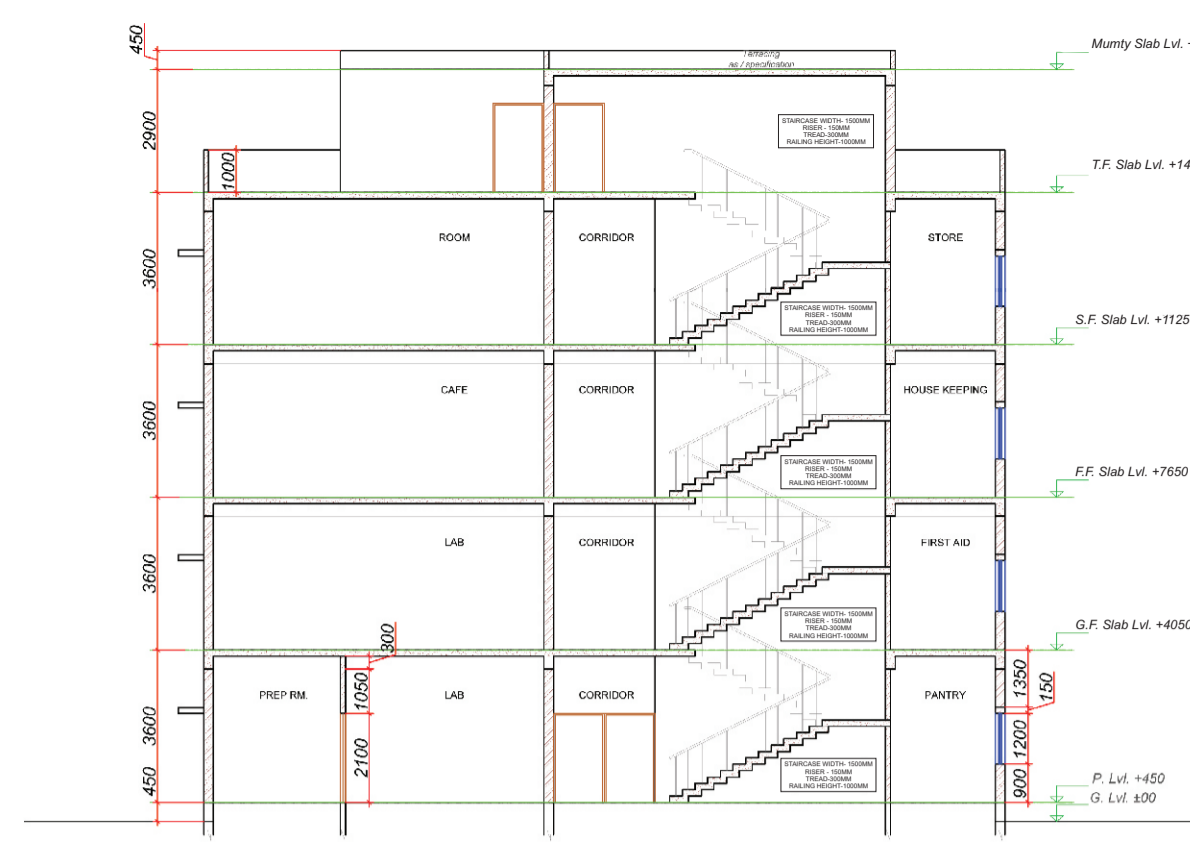 450
Mumty Slab Lvl.
Terracing
as / specification
2900
STAIRCASE WIDTH- 1500MM
RISER - 150MM
TREAD-300MM
RAILING HEIGHT-1000MM
1000
T.F. Slab Lvl. +14
ROOM
CORRIDOR
STORE
3600
STAIRCASE WIDTH- 1500MM
RISER - 150MM
TREAD-300MM
RAILING HEIGHT-1000MM
S.F. Slab Lvl. +1125
CAFE
CORRIDOR
HOUSE KEEPING
3600
STAIRCASE WIDTH- 1500MM
RISER - 150MM
TREAD-300MM
RAILING HEIGHT-1000MM
F.F. Slab Lvl. +7650
LAB
CORRIDOR
FIRST AID
3600
STAIRCASE WIDTH- 1500MM
RISER - 150MM
TREAD-300MM
RAILING HEIGHT-1000MM
G.F. Slab Lvl. +4050
300
PREP RM.
1050
LAB
CORRIDOR
PANTRY
1350
150
3600
2100
1200
STAIRCASE WIDTH- 1500MM
RISER - 150MM
TREAD-300MM
RAILING HEIGHT-1000MM
900
450
P. Lvl. +450
G. Lvl. ±00